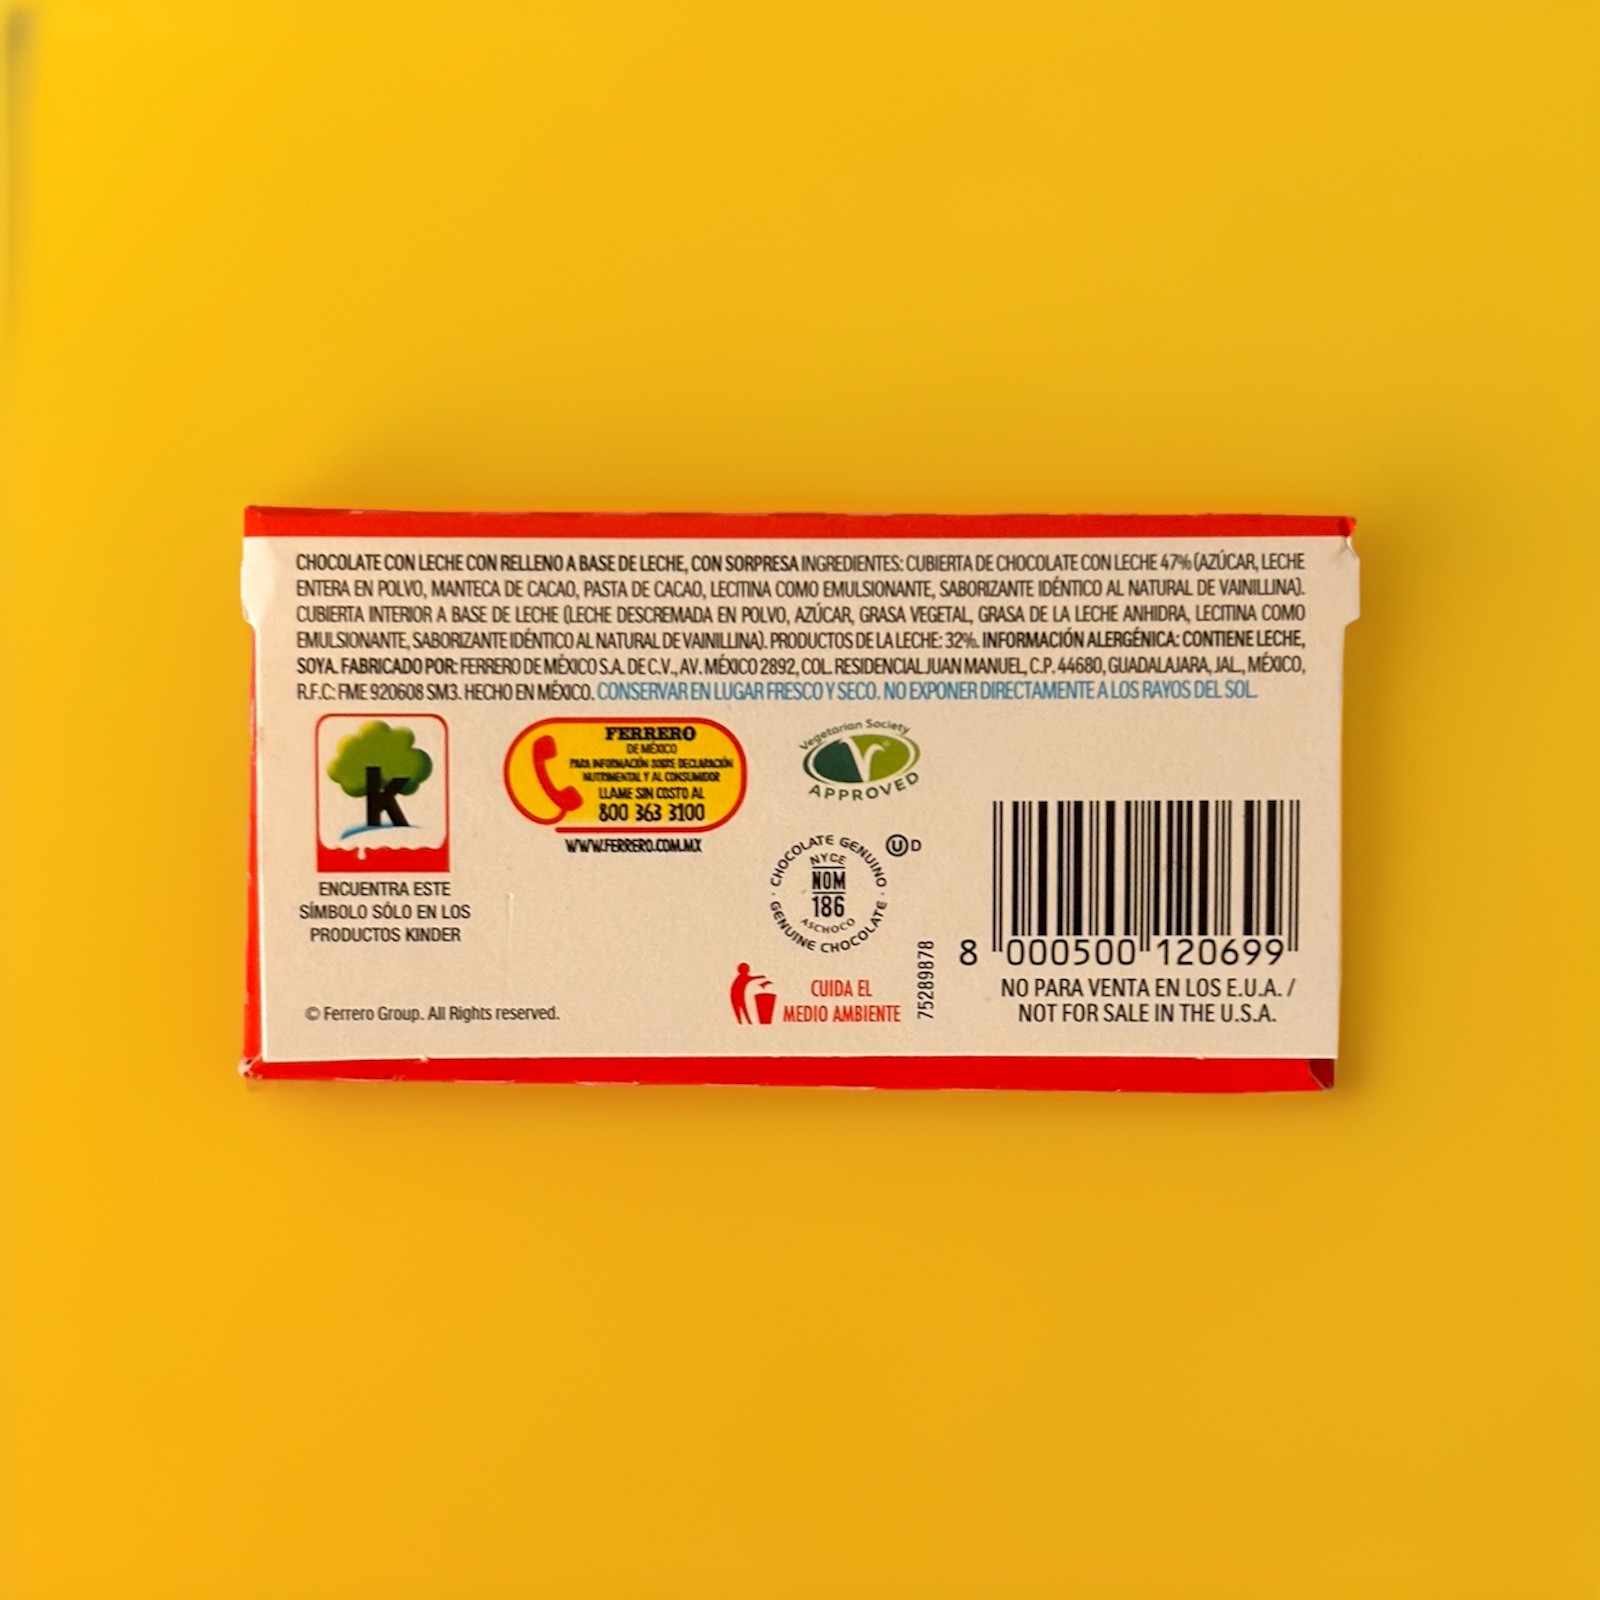 CHOCOLATE CON LECHE CON RELLENO A BASE DE LECHE, CON SORPRESA INGREDIENTES: CUBIERTA DE CHOCOLATE CON LECHE 47% (AZÚCAR, LECHE
ENTERA EN POLVO, MANTECA DE CACAO, PASTA DE CACAO, LECITINA COMO EMULSIONANTE, SABORIZANTE IDÉNTICO AL NATURAL DE VAINILLINA).
CUBIERTA INTERIOR A BASE DE LECHE (LECHE DESCREMADA EN POLVO, AZÚCAR, GRASA VEGETAL, GRASA DE LA LECHE ANHIDRA, LECITINA COMO
EMULSIONANTE, SABORIZANTE IDÉNTICO AL NATURAL DE VAINILLINA). PRODUCTOS DE LA LECHE: 32%. INFORMACIÓN ALERGÉNICA: CONTIENE LECHE,
SOYA. FABRICADO POR: FERRERO DE MÉXICO S.A. DE C.V., AV. MÉXICO 2892, COL. RESIDENCIAL JUAN MANUEL, C.P. 44680, GUADALAJARA, JAL., MÉXICO,
R.F.C: FME 920608 SM3. HECHO EN MÉXICO. CONSERVAR EN LUGAR FRESCO Y SECO. NO EXPONER DIRECTAMENTE A LOS RAYOS DEL SOL.
k
ENCUENTRA ESTE
SÍMBOLO SÓLO EN LOS
PRODUCTOS KINDER
© Ferrero Group. All Rights reserved.
FERRERO
DE MÉXICO
PARA INFORMACIÓN SOBRE DECLARACIÓN
NUTRIMENTAL Y AL CONSUMIDOR
LLAME SIN COSTO AL
800 363 3100
WWW.FERRERO.COM.MX
Vegetarian Society
V
APPROVED
CHOCOLATE GENUINO
NYCE
NOM
186
ASCHOCO
GENUINE CHOCOLATE
U D
CUIDA EL
MEDIO AMBIENTE
75289878
8 000500 120699
NO PARA VENTA EN LOS E.U.A. /
NOT FOR SALE IN THE U.S.A.